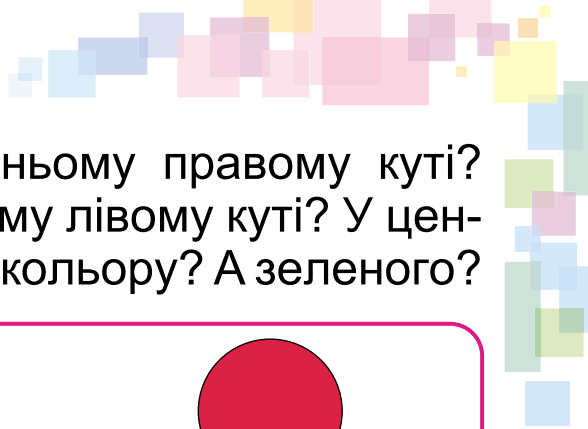 ньому правому куті?
му лівому куті? У цен-
кольору? А зеленого?